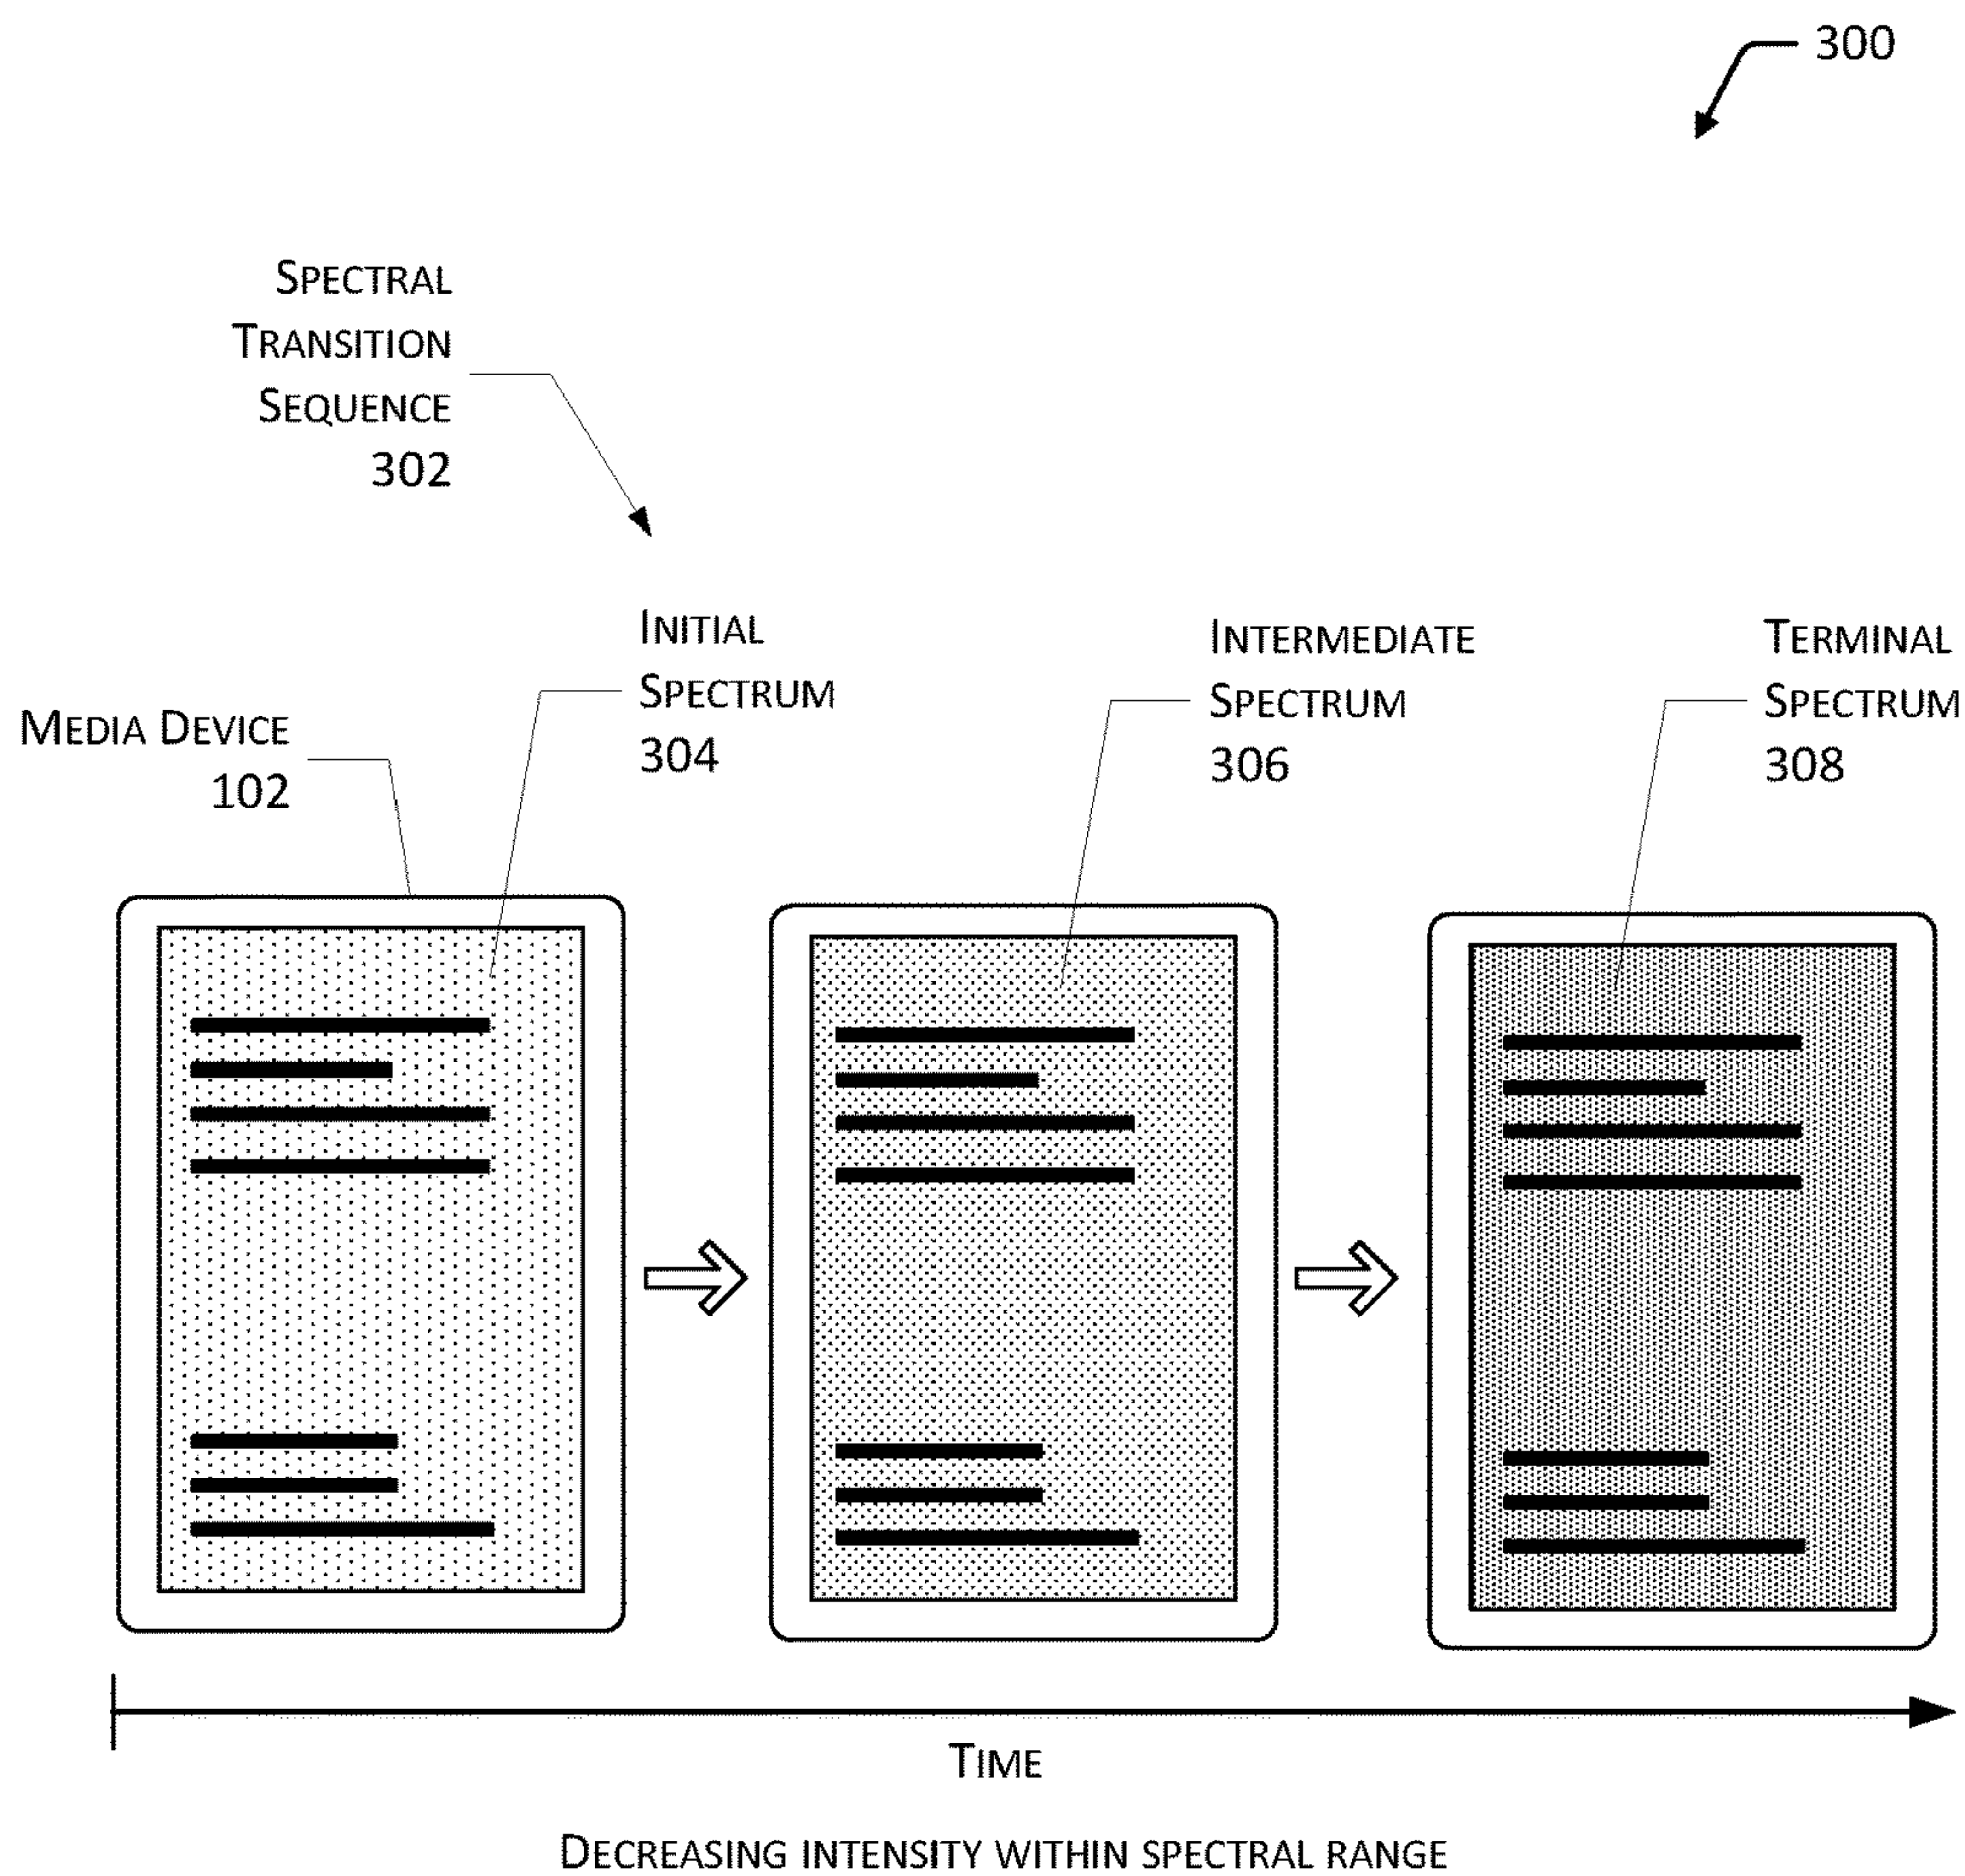 300
SPECTRAL
TRANSITION
SEQUENCE
302
INITIAL
SPECTRUM
304
INTERMEDIATE
SPECTRUM
306
TERMINAL
SPECTRUM
308
MEDIA DEVICE
102
TIME
DECREASING INTENSITY WITHIN SPECTRAL RANGE